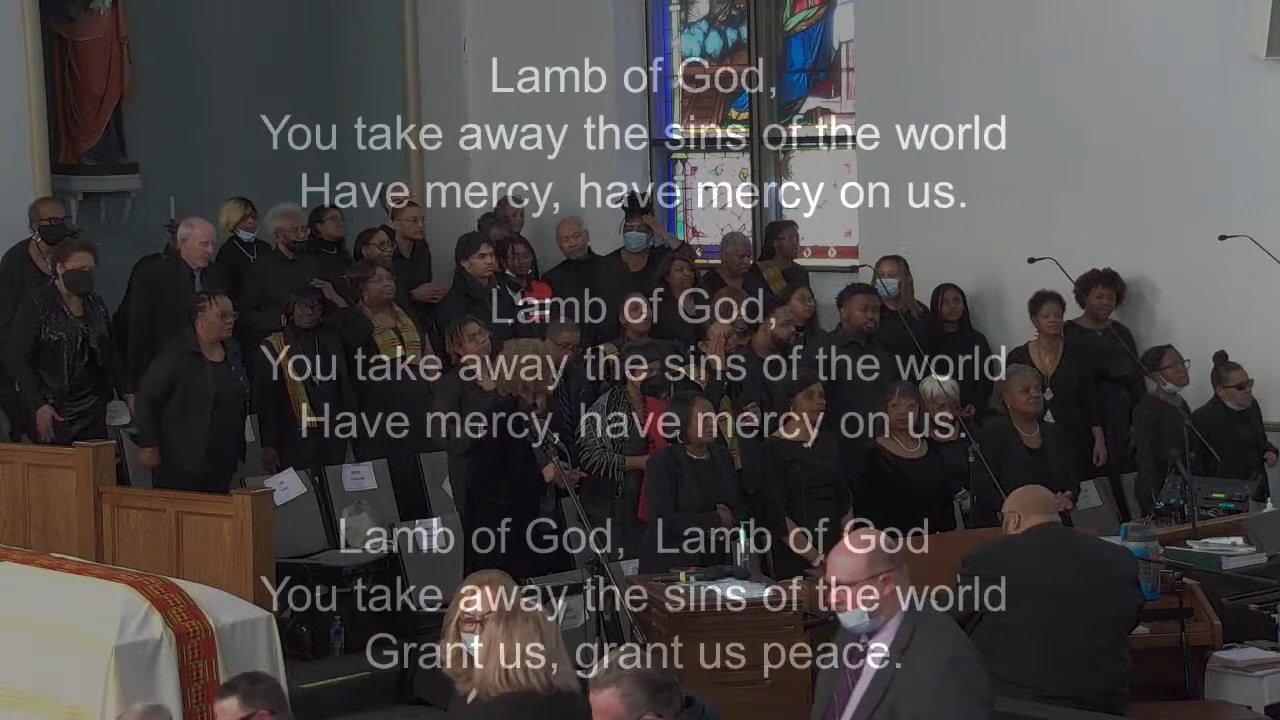 Lamb of God,
You take away the sins of the world
Have mercy, have mercy on us.
Lamb of God,
You take away the sins of the world
Have mercy, have mercy on us.
Lamb of God, Lamb of God
You take away the sins of the world
Grant us, grant us peace.